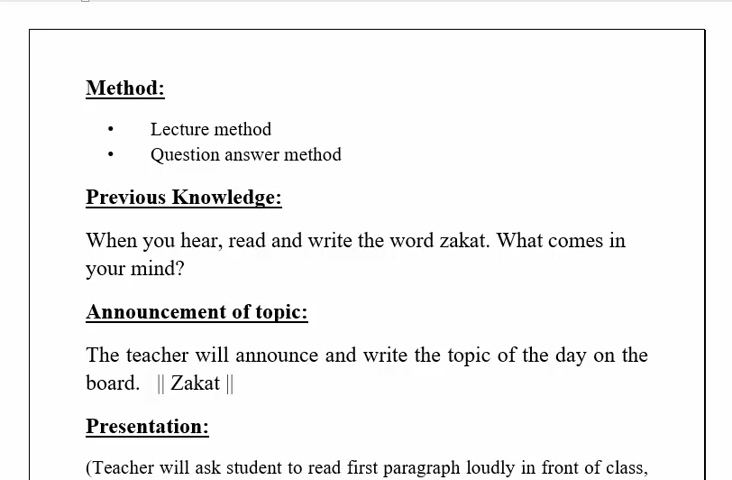 Method:
• Lecture method
• Question answer method
Previous Knowledge:
When you hear, read and write the word zakat. What comes in
your mind?
Announcement of topic:
The teacher will announce and write the topic of the day on the
board. || Zakat ||
Presentation:
(Teacher will ask student to read first paragraph loudly in front of class,